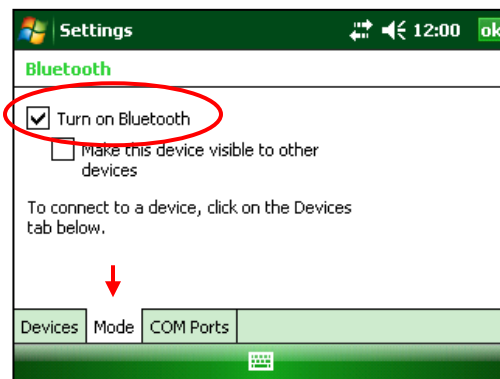 Settings 12:00 ok
Bluetooth
Turn on Bluetooth
Make this device visible to other
devices
To connect to a device, click on the Devices
tab below.
Devices Mode COM Ports